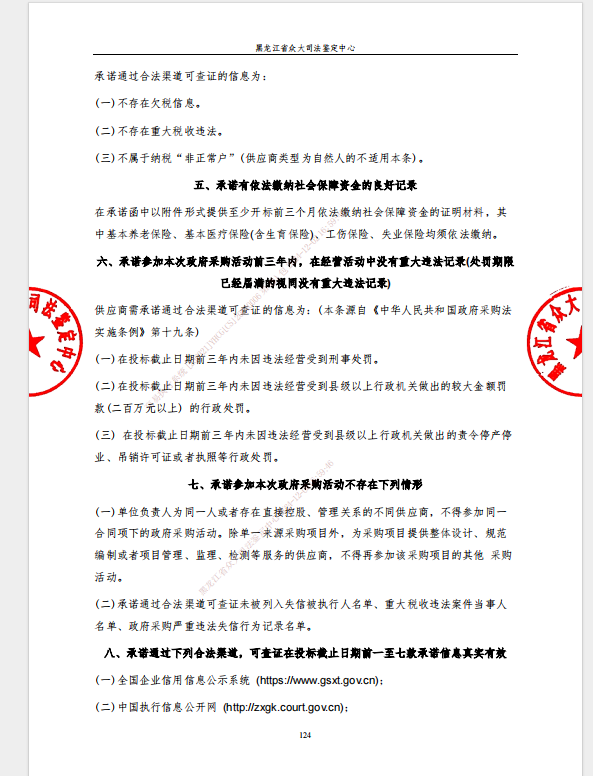 黑龙江省众大司法鉴定中心
承诺通过合法渠道可查证的信息为：
(一)不存在欠税信息。
(二)不存在重大税收违法。
(三)不属于纳税“非正常户”(供应商类型为自然人的不适用本条)。
五、承诺有依法缴纳社会保障资金的良好记录
在承诺函中以附件形式提供至少开标前三个月依法缴纳社会保障资金的证明材料，其
中基本养老保险、基本医疗保险(含生育保险)、工伤保险、失业保险均须依法缴纳。
六、承诺参加本次政府采购活动前三年内，在经营活动中没有重大违法记录(处罚期限
已经届满的视同没有重大违法记录)
供应商需承诺通过合法渠道可查证的信息为：(本条源自《中华人民共和国政府采购法
实施条例》第十九条)
(一)在投标截止日期前三年内未因违法经营受到刑事处罚。
(二)在投标截止日期前三年内未因违法经营受到县级以上行政机关做出的较大金额罚
款(二百万元以上) 的行政处罚。
(三) 在投标截止日期前三年内未因违法经营受到县级以上行政机关做出的责令停产停
业、吊销许可证或者执照等行政处罚。
七、承诺参加本次政府采购活动不存在下列情形
(一)单位负责人为同一人或者存在直接控股、管理关系的不同供应商，不得参加同一
合同项下的政府采购活动。除单一来源采购项目外，为采购项目提供整体设计、规范
编制或者项目管理、监理、检测等服务的供应商，不得再参加该采购项目的其他 采购
活动。
(二)承诺通过合法渠道可查证未被列入失信被执行人名单、重大税收违法案件当事人
名单、政府采购严重违法失信行为记录名单。
八、承诺通过下列合法渠道，可查证在投标截止日期前一至七款承诺信息真实有效
(一)全国企业信用信息公示系统 (https://www.gsxt.gov.cn)；
(二)中国执行信息公开网 (http://zxgk.court.gov.cn)；
124
司法鉴定中心
黑龙江省众大